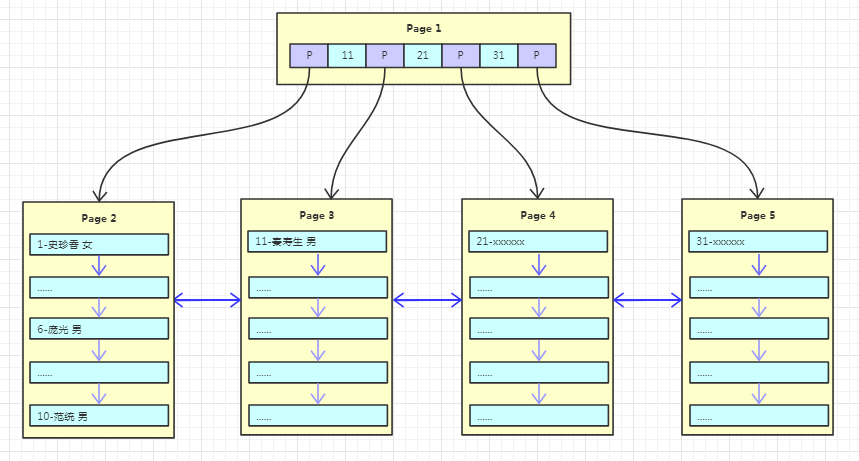 Page 1
P 11 P 21 P 31 P
Page 2
1-史珍香 女
......
6-庞光 男
......
10-范统 男
Page 3
11-秦寿生 男
......
......
......
......
Page 4
21-xxxxxx
......
......
......
......
Page 5
31-xxxxxx
......
......
......
......